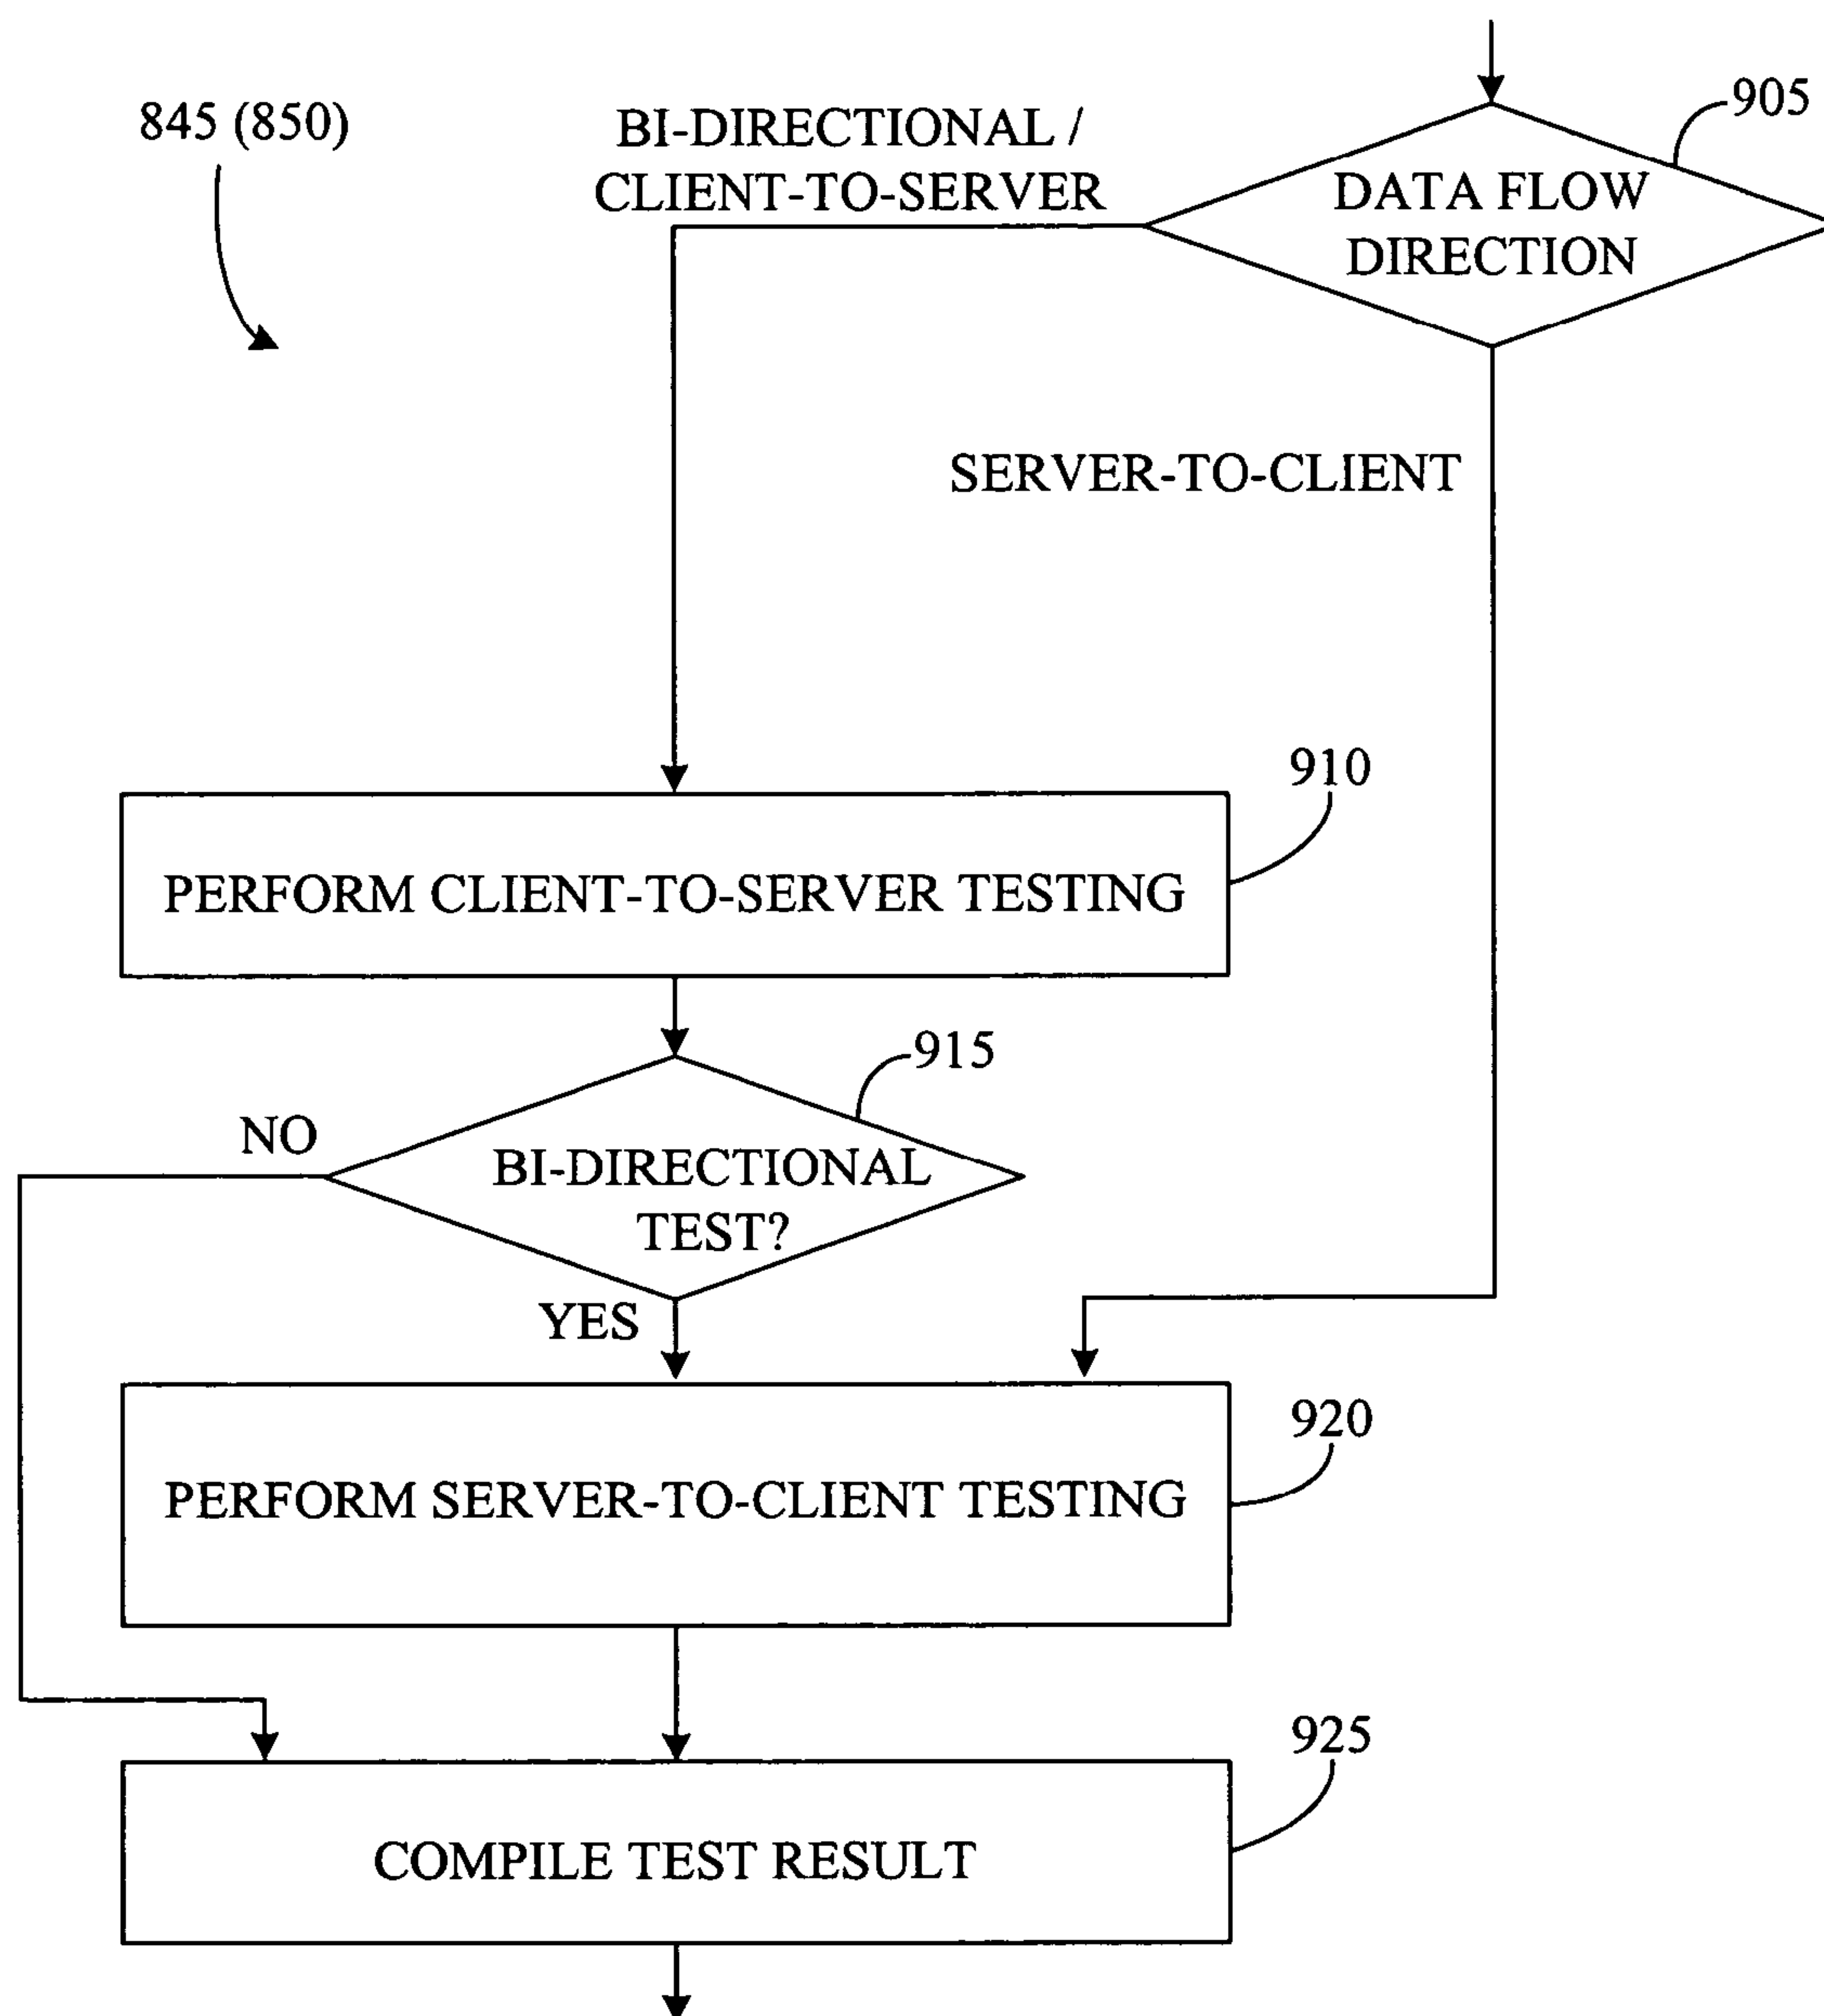 845 (850)
BI-DIRECTIONAL /
CLIENT-TO-SERVER
905
DATA FLOW
DIRECTION
SERVER-TO-CLIENT
910
PERFORM CLIENT-TO-SERVER TESTING
915
NO
BI-DIRECTIONAL
TEST?
YES
920
PERFORM SERVER-TO-CLIENT TESTING
925
COMPILE TEST RESULT